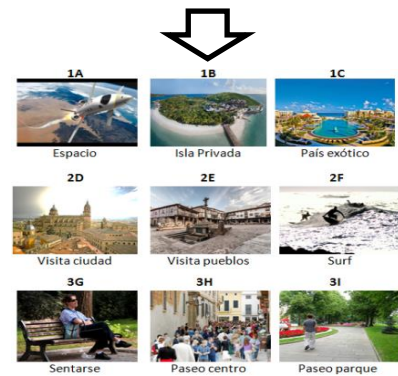 1A 1B 1C
Espacio Isla Privada País exótico
2D 2E 2F
Visita ciudad Visita pueblos Surf
3G 3H 3I
Sentarse Paseo centro Paseo parque